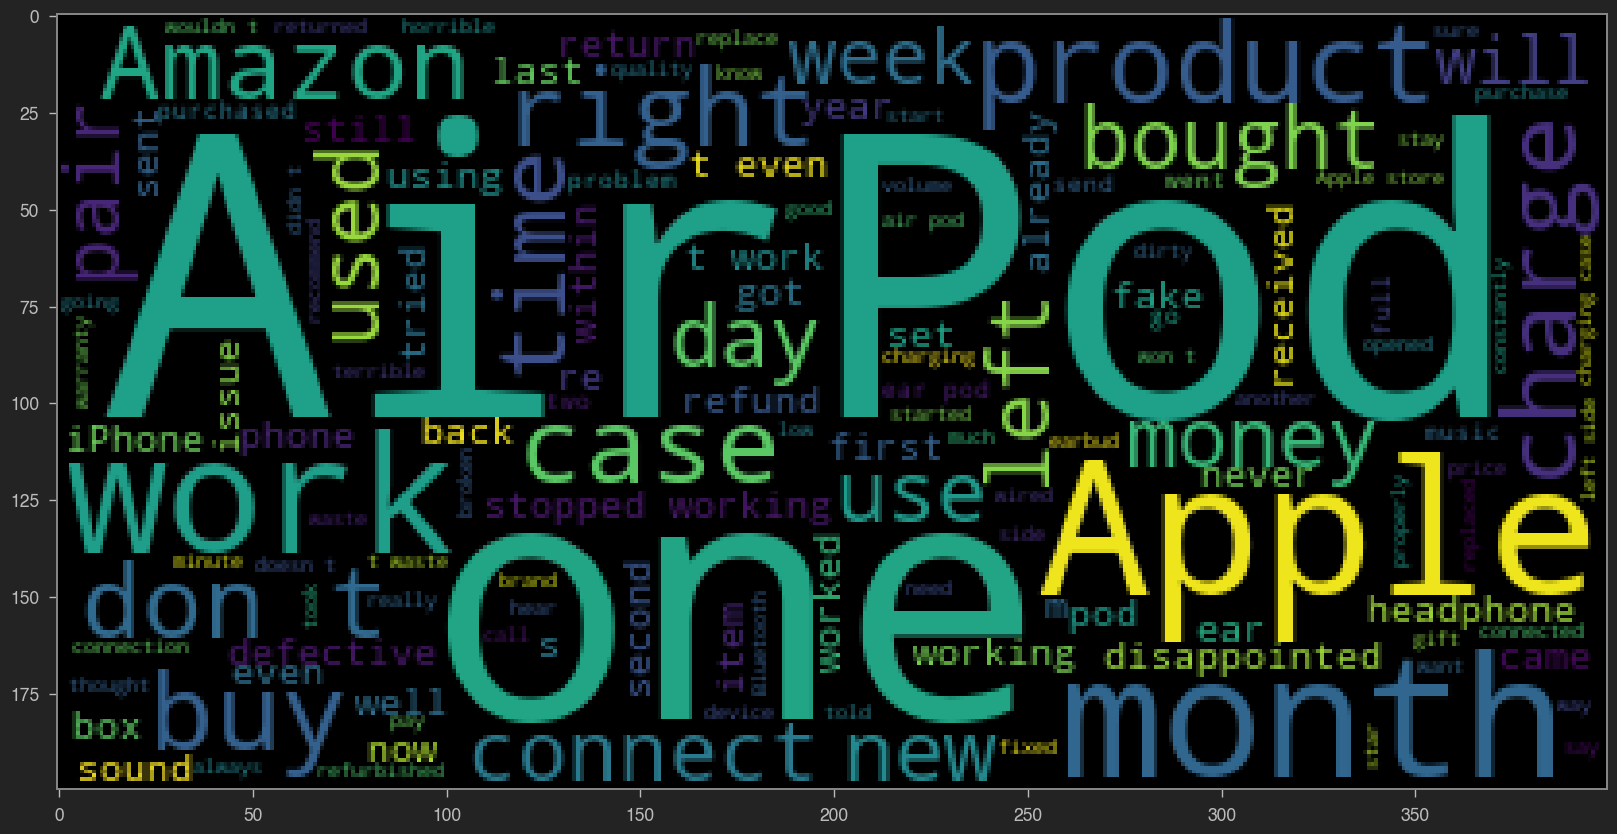 0
25
50
75
100
125
150
175
0 50 100 150 200 250 300 350
wouldn t returned horrible
Amazon
return
replace
last
quality
know
week
product
sure
will
purchase
purchased
right
year
start
pair
sent
still
used
using
time
problem
t even
bought
already
send
went
stay
Apple store
charge
AirPod
didn t
recommend
tried
within
good
volume
air pod
t work
got
day
set
charging
ear pod
started
left
dirty
fake
go
won t
another
received
full
opened
constantly
left side charging case
going
warranty
issue
terrible
re
two
refund
iPhone
phone
back
case
low
first
much
earbud
money
never
music
price
work
broken
waste
stopped working
use
wired
side
Apple
properly
replaced
minute
doesn t
t waste
don t
took
really
connection
defective
even
one
brand
hear
call
s
second
item
bluetooth
worked
need
working
m
pod
ear
disappointed
headphone
gift
connected
want
came
thought
buy
well
pay
box
now
sound
always
refurbished
device
told
connect
new
fixed
month
star
way
say